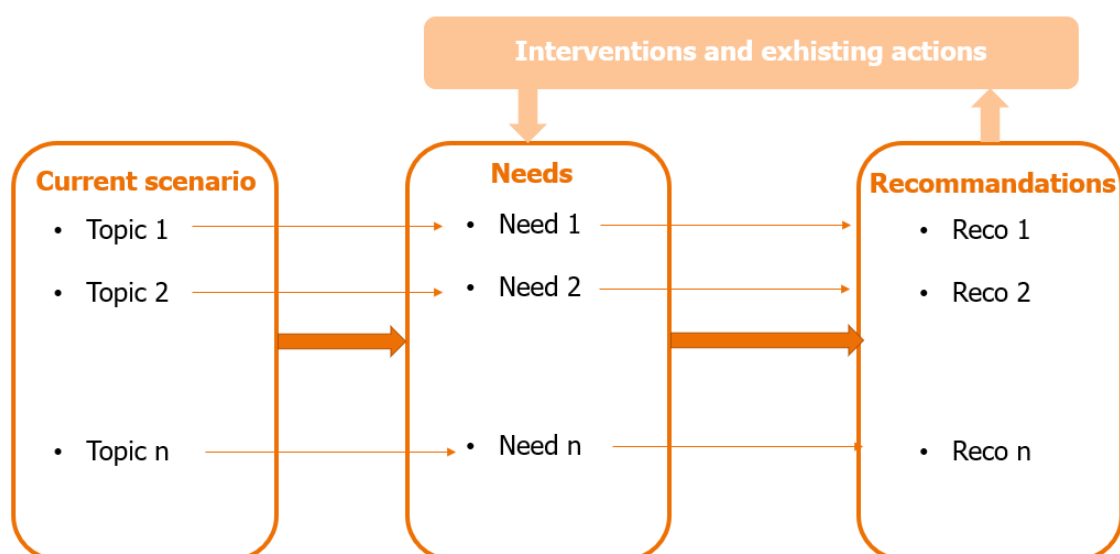 Interventions and exhisting actions
Current scenario
• Topic 1
• Topic 2
• Topic n
Needs
• Need 1
• Need 2
• Need n
Recommandations
• Reco 1
• Reco 2
• Reco n